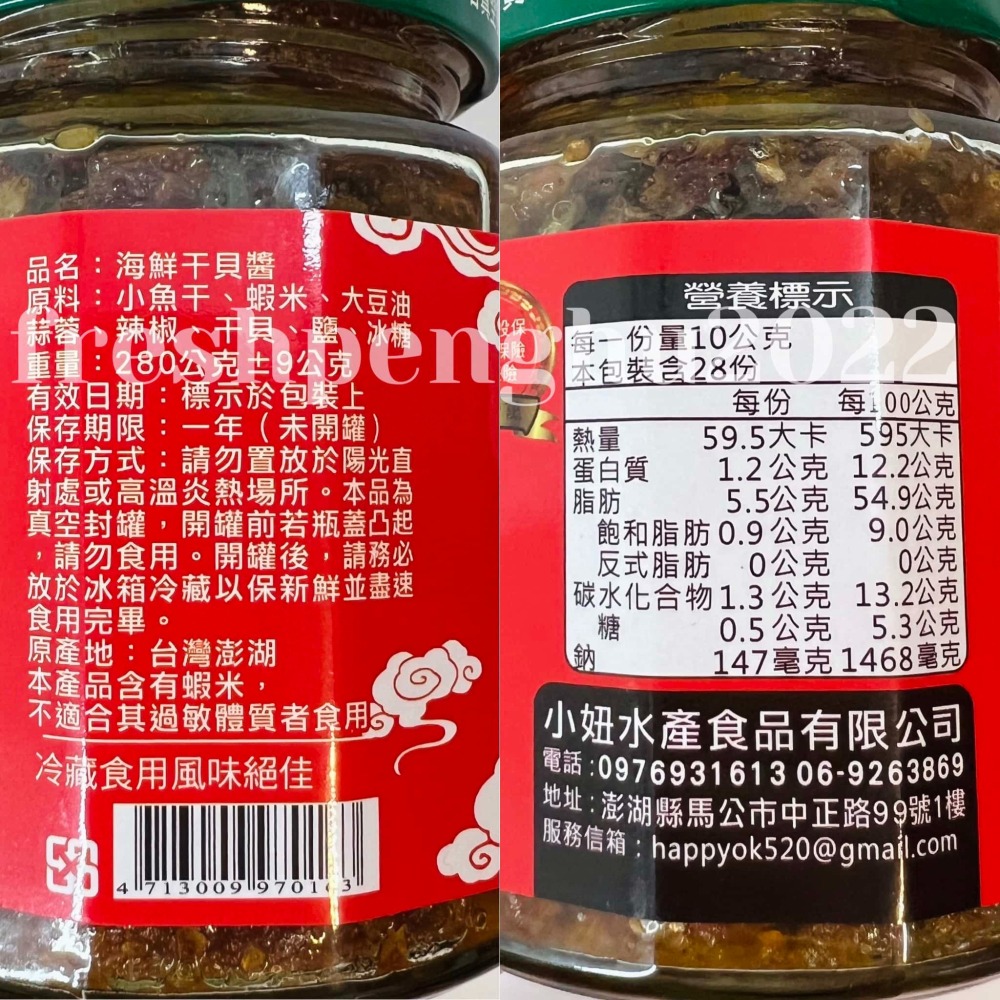 品名：海鮮干貝醬
原料：小魚干、蝦米、大豆油
蒜蓉、辣椒、干貝、鹽、冰糖
重量：280公克±9公克
有效日期：標示於包裝上
保存期限：一年（未開罐）
保存方式：請勿置放於陽光直
射處或高溫炎熱場所。本品為
真空封罐，開罐前若瓶蓋凸起
，請勿食用。開罐後，請務必
放於冰箱冷藏以保新鮮並盡速
食用完畢。
原產地：台灣澎湖
本產品含有蝦米，
不適合其過敏體質者食用。
冷藏食用風味絕佳
營養標示
每一份量10公克
本包裝含28份
每份 每100公克
熱量 59.5大卡 595大卡
蛋白質 1.2公克 12.2公克
脂肪 5.5公克 54.9公克
飽和脂肪 0.9公克 9.0公克
反式脂肪 0公克 0公克
碳水化合物 1.3公克 13.2公克
糖 0.5公克 5.3公克
鈉 147毫克 1468毫克
小妞水產食品有限公司
電話：0976931613 06-9263869
地址：澎湖縣馬公市中正路99號1樓
服務信箱：happyok520@gmail.com